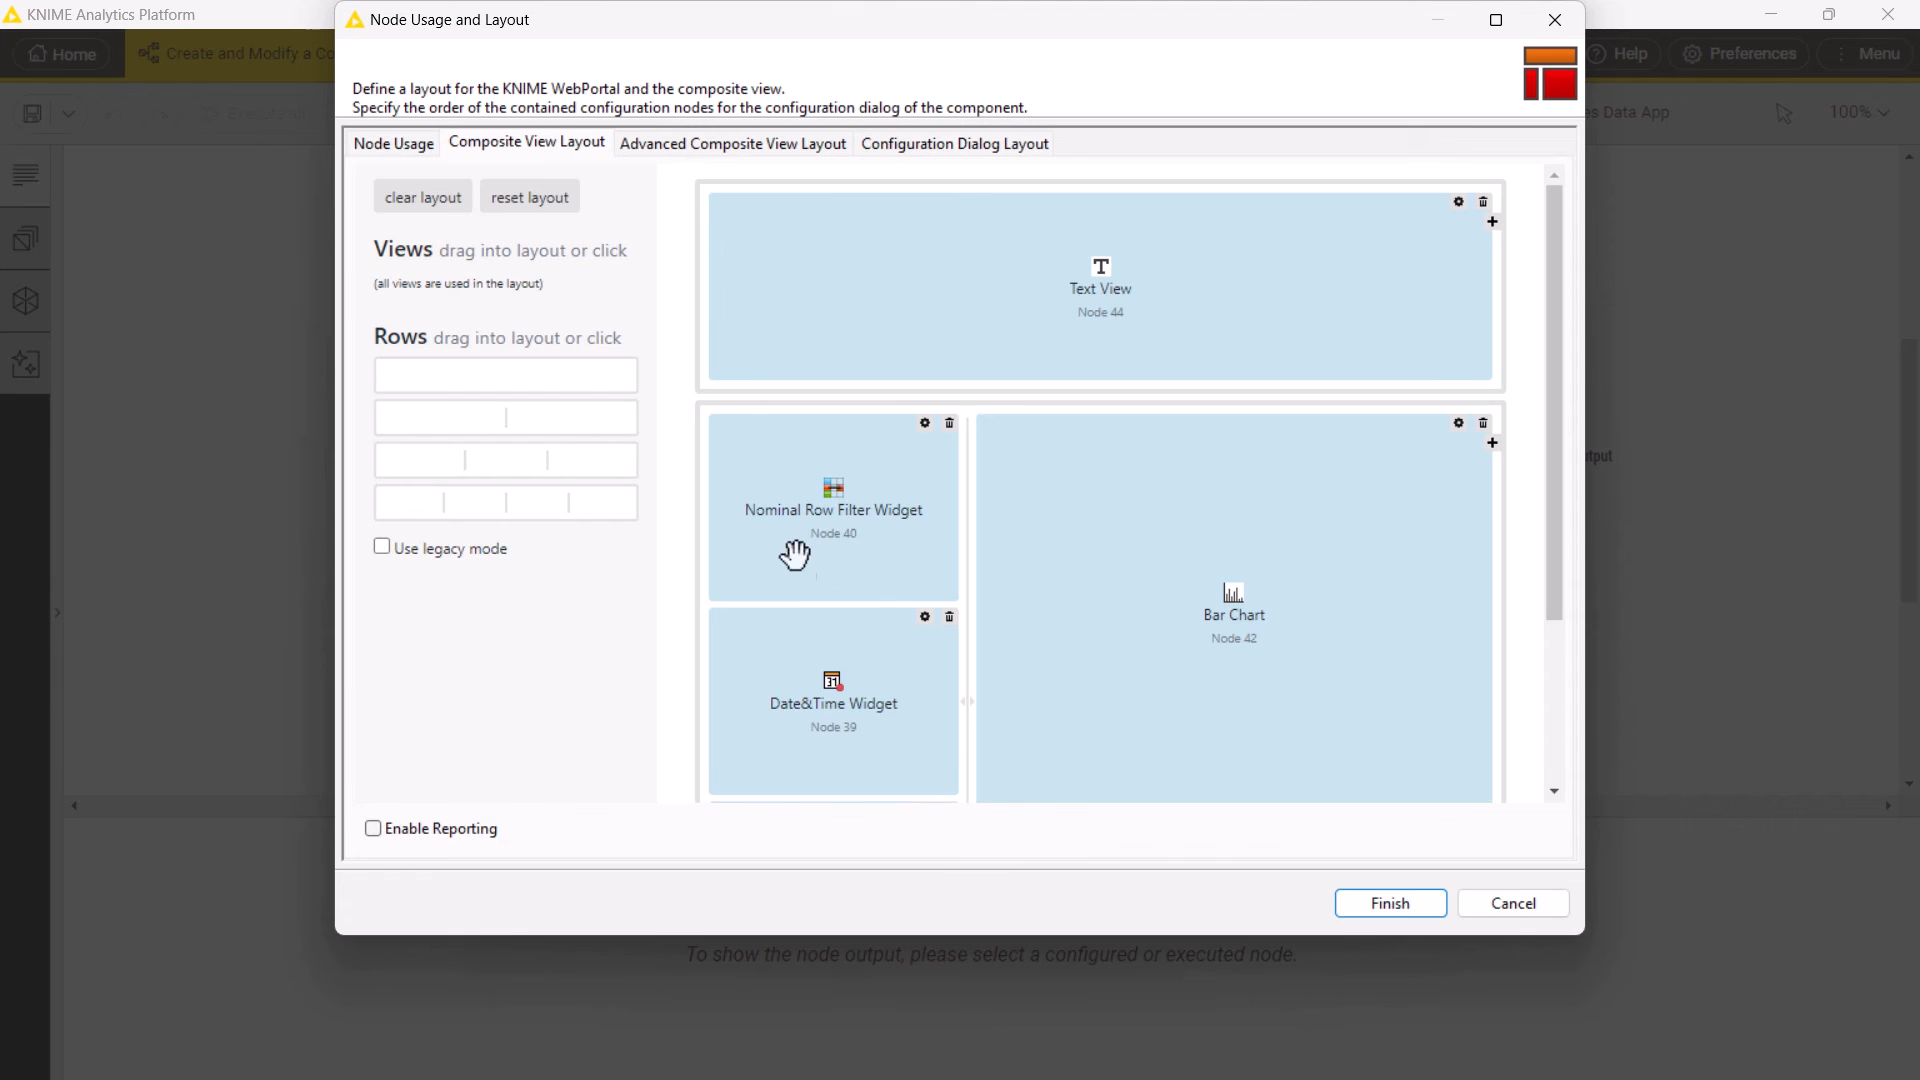 KNIME Analytics Platform
Node Usage and Layout
Home
Create and Modify a Co
Help
Preferences
Menu
Define a layout for the KNIME WebPortal and the composite view.
Specify the order of the contained configuration nodes for the configuration dialog of the component.
s Data App
100%
Node Usage
Composite View Layout
Advanced Composite View Layout
Configuration Dialog Layout
clear layout
reset layout
Views drag into layout or click
(all views are used in the layout)
Rows drag into layout or click
Use legacy mode
Text View
Node 44
Nominal Row Filter Widget
Node 40
Date&Time Widget
Node 39
Bar Chart
Node 42
tput
Enable Reporting
Finish
Cancel
To show the node output, please select a configured or executed node.